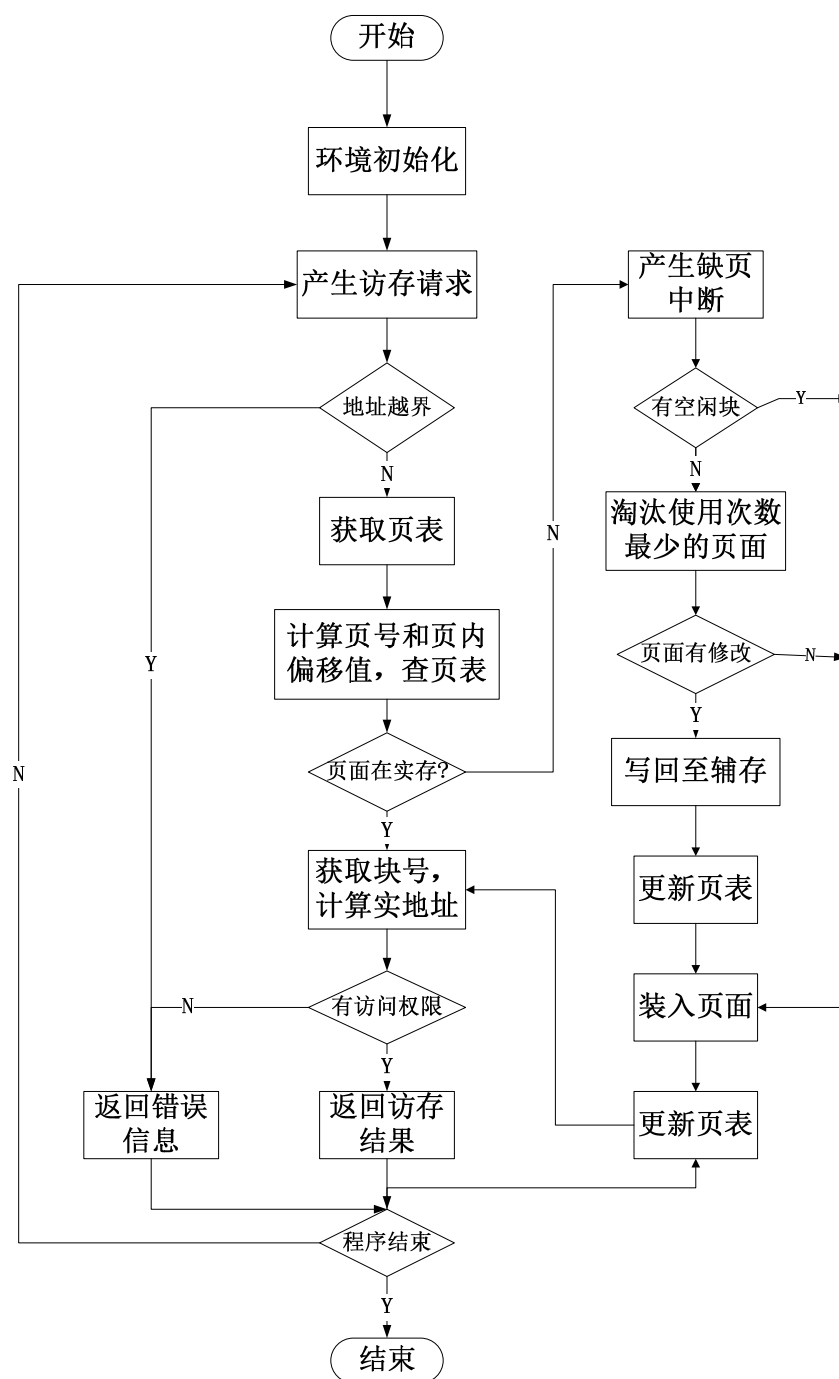 开始
环境初始化
产生访存请求
地址越界
N
获取页表
计算页号和页内
偏移值，查页表
Y
N
页面在实存?
Y
获取块号，
计算实地址
有访问权限
N
Y
返回错误
信息
返回访存
结果
程序结束
Y
结束
N
产生缺页
中断
有空闲块
Y
N
淘汰使用次数
最少的页面
页面有修改
N
Y
写回至辅存
更新页表
装入页面
更新页表